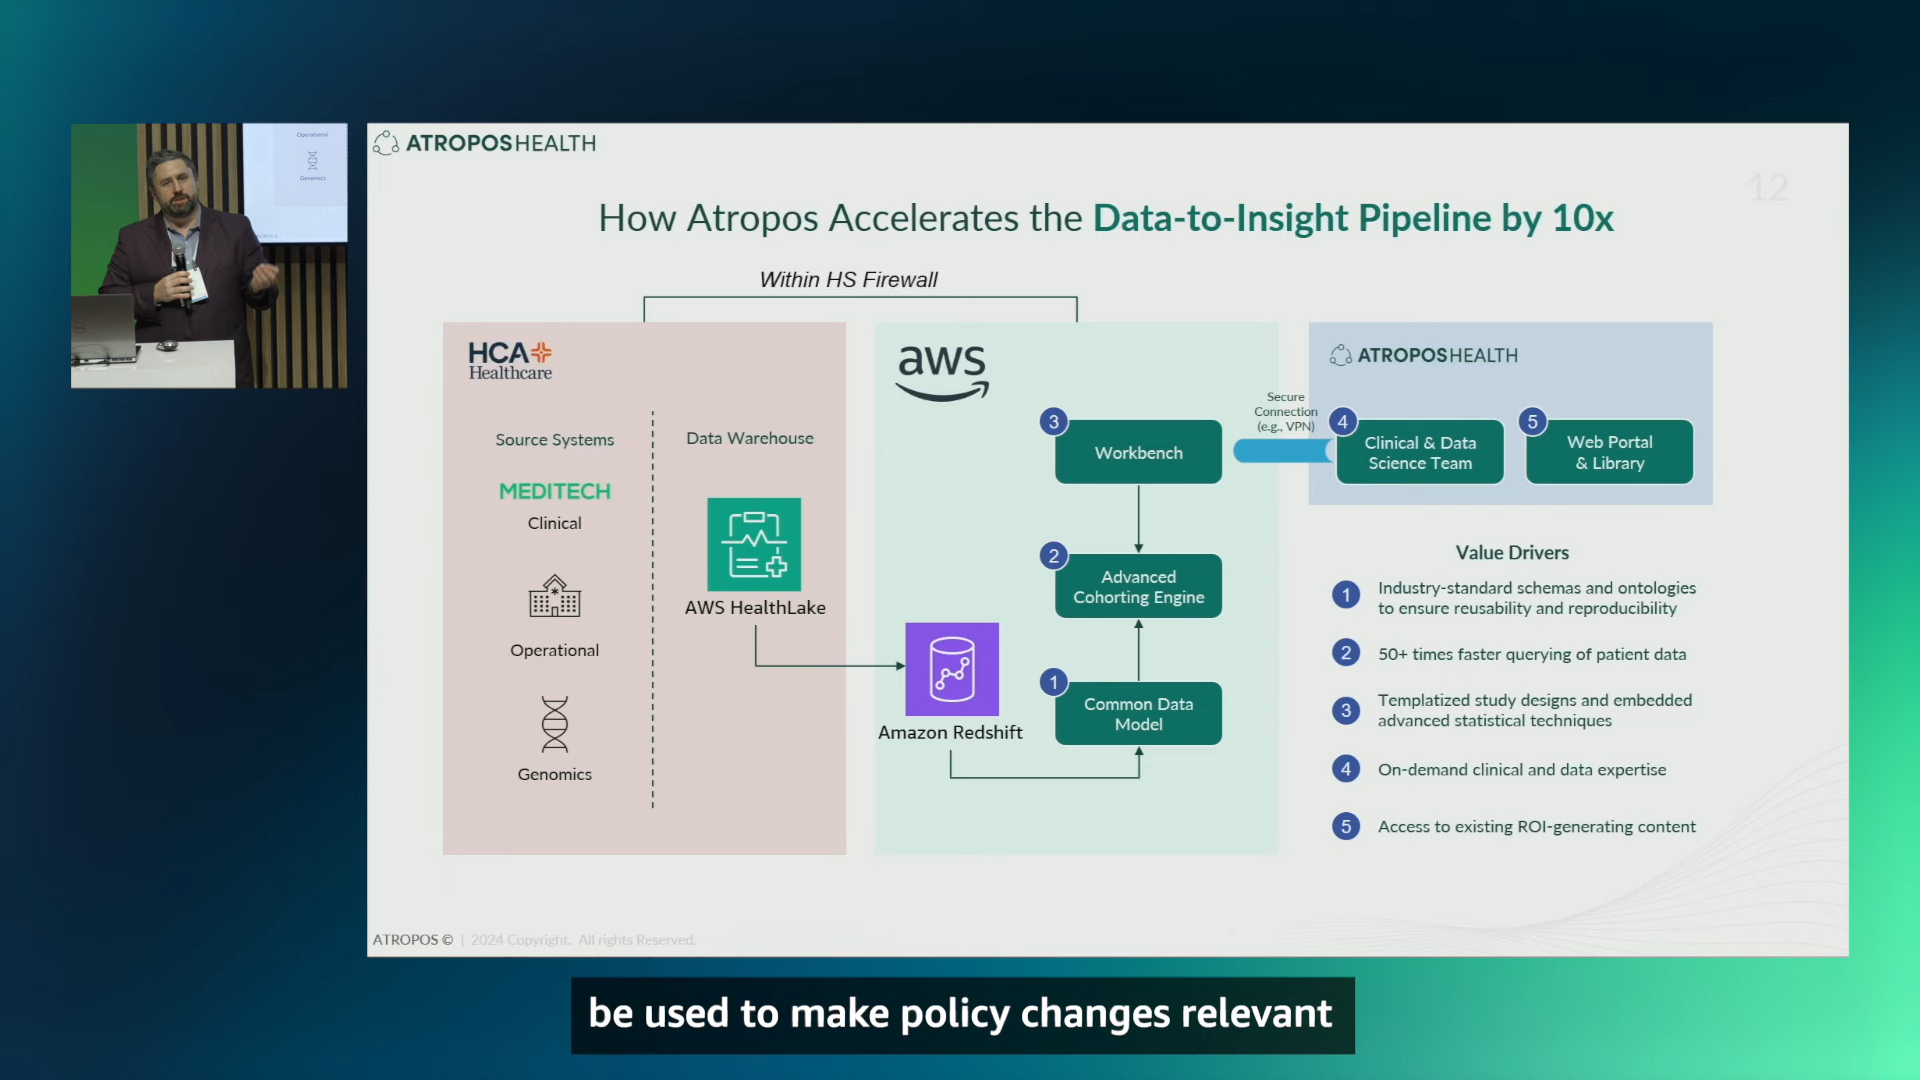 Operational
Genomics
ATROPOSHEALTH
12
How Atropos Accelerates the Data-to-Insight Pipeline by 10x
Within HS Firewall
HCA
Healthcare
Source Systems
MEDITECH
Clinical
Operational
Genomics
Data Warehouse
AWS HealthLake
aws
Amazon Redshift
3
Workbench
2
Advanced
Cohorting Engine
1
Common Data
Model
Secure
Connection
(e.g., VPN)
ATROPOSHEALTH
4
Clinical & Data
Science Team
5
Web Portal
& Library
Value Drivers
1
Industry-standard schemas and ontologies
to ensure reusability and reproducibility
2
50+ times faster querying of patient data
3
Templatized study designs and embedded
advanced statistical techniques
4
On-demand clinical and data expertise
5
Access to existing ROI-generating content
ATROPOS © | 2024 Copyright. All rights Reserved.
be used to make policy changes relevant